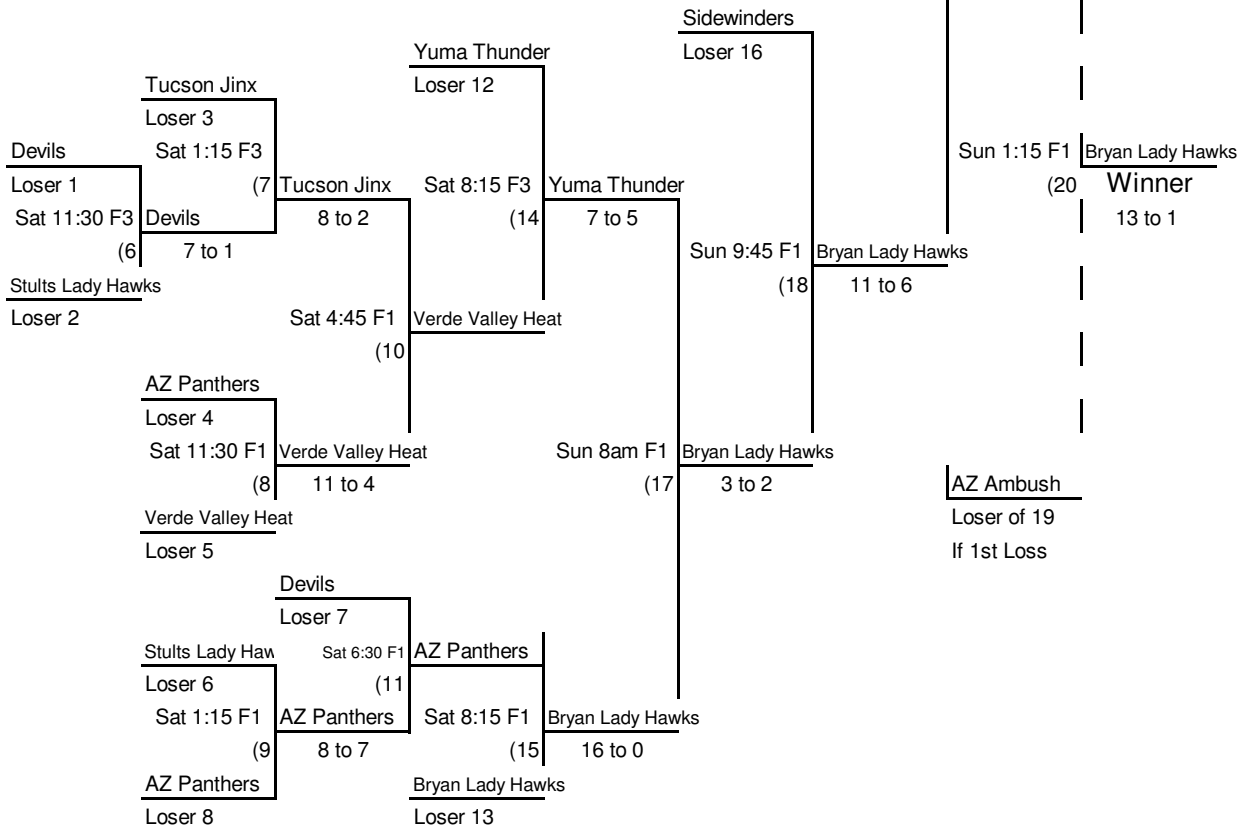 Sidewinders
Yuma Thunder
Loser 16
Tucson Jinx
Loser 12
Loser 3
Devils
Sat 1:15 F3
Sun 1:15 F1
Bryan Lady Hawks
Loser 1
(7
Tucson Jinx
Sat 8:15 F3
Yuma Thunder
(20
Winner
Sat 11:30 F3
Devils
8 to 2
(14
7 to 5
13 to 1
(6
7 to 1
Sun 9:45 F1
Bryan Lady Hawks
Stults Lady Hawks
(18
11 to 6
Loser 2
Sat 4:45 F1
Verde Valley Heat
(10
AZ Panthers
Loser 4
Sat 11:30 F1
Verde Valley Heat
Sun 8am F1
Bryan Lady Hawks
(8
11 to 4
(17
3 to 2
AZ Ambush
Verde Valley Heat
Loser of 19
Loser 5
If 1st Loss
Devils
Loser 7
Stults Lady Haw
Sat 6:30 F1
AZ Panthers
Loser 6
(11
Sat 1:15 F1
AZ Panthers
Sat 8:15 F1
Bryan Lady Hawks
(9
8 to 7
(15
16 to 0
AZ Panthers
Bryan Lady Hawks
Loser 8
Loser 13